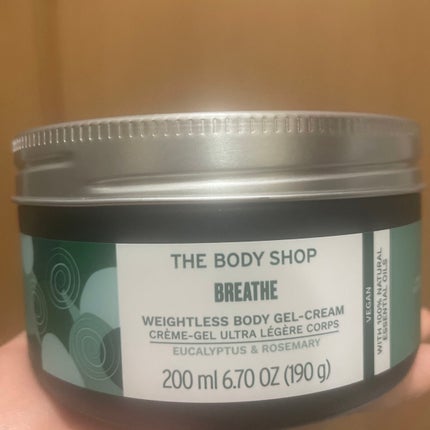 THE BODY SHOP
BREATHE
WEIGHTLESS BODY GEL-CREAM
CRÈME-GEL ULTRA LÉGÈRE CORPS
EUCALYPTUS & ROSEMARY
200 ml 6.70 OZ (190 g)
VEGAN
WITH 100% NATURAL
ESSENTIAL OILS